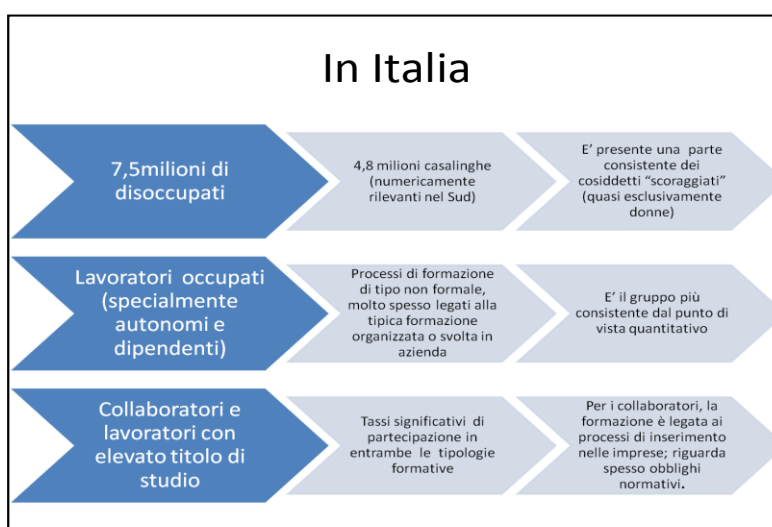 In Italia
7,5milioni di
disoccupati
4,8 milioni casalinghe
(numericamente
rilevanti nel Sud)
E’ presente una parte
consistente dei
cosiddetti “scoraggiati”
(quasi esclusivamente
donne)
Lavoratori occupati
(specialmente
autonomi e
dipendenti)
Processi di formazione
di tipo non formale,
molto spesso legati alla
tipica formazione
organizzata o svolta in
azienda
E’ il gruppo più
consistente dal punto di
vista quantitativo
Collaboratori e
lavoratori con
elevato titolo di
studio
Tassi significativi di
partecipazione in
entrambe le tipologie
formative
Per i collaboratori, la
formazione è legata ai
processi di inserimento
nelle imprese; riguarda
spesso obblighi
normativi.